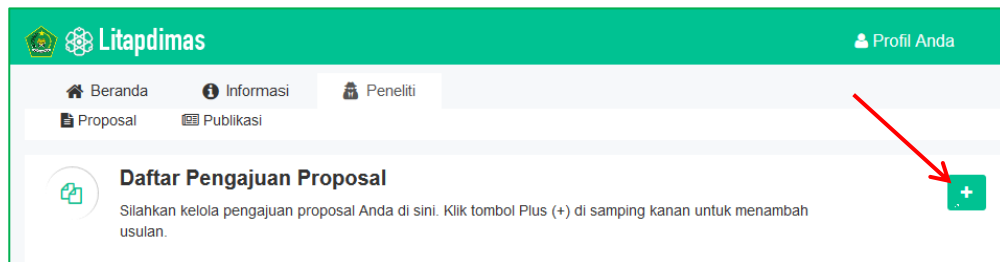 Litapdimas
Profil Anda
Beranda Informasi Peneliti
Proposal Publikasi
Daftar Pengajuan Proposal
Silahkan kelola pengajuan proposal Anda di sini. Klik tombol Plus (+) di samping kanan untuk menambah
usulan.
+